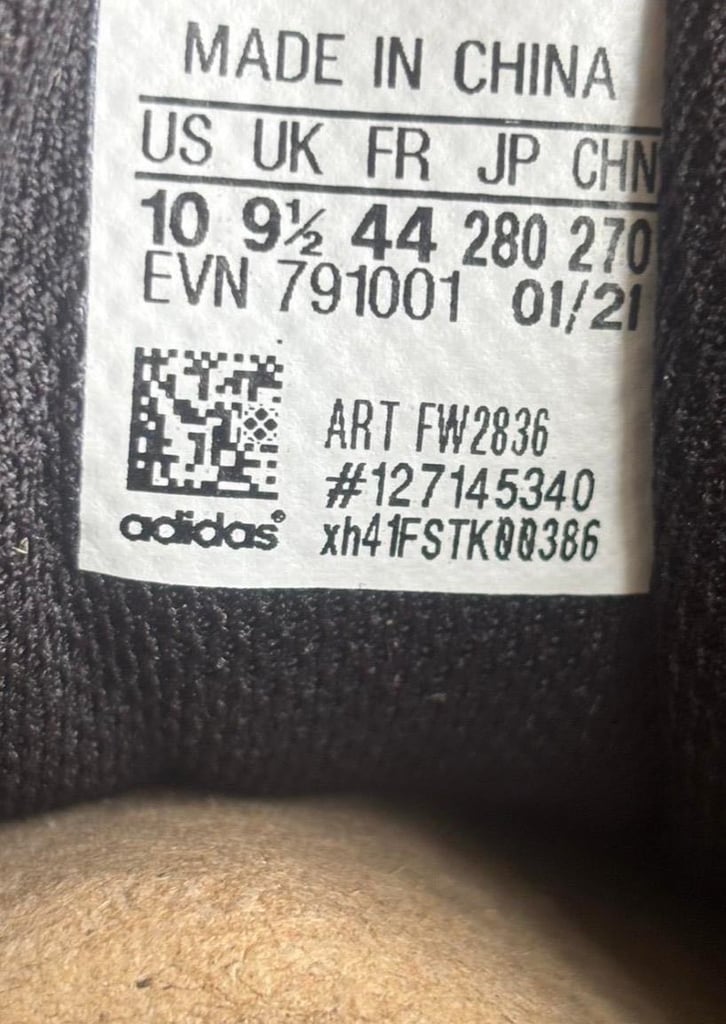 MADE IN CHINA
US UK FR JP CHN
10 9½ 44 280 270
EVN 791001 01/21
ART FW2836
#127145340
adidas® xh41FSTK00386